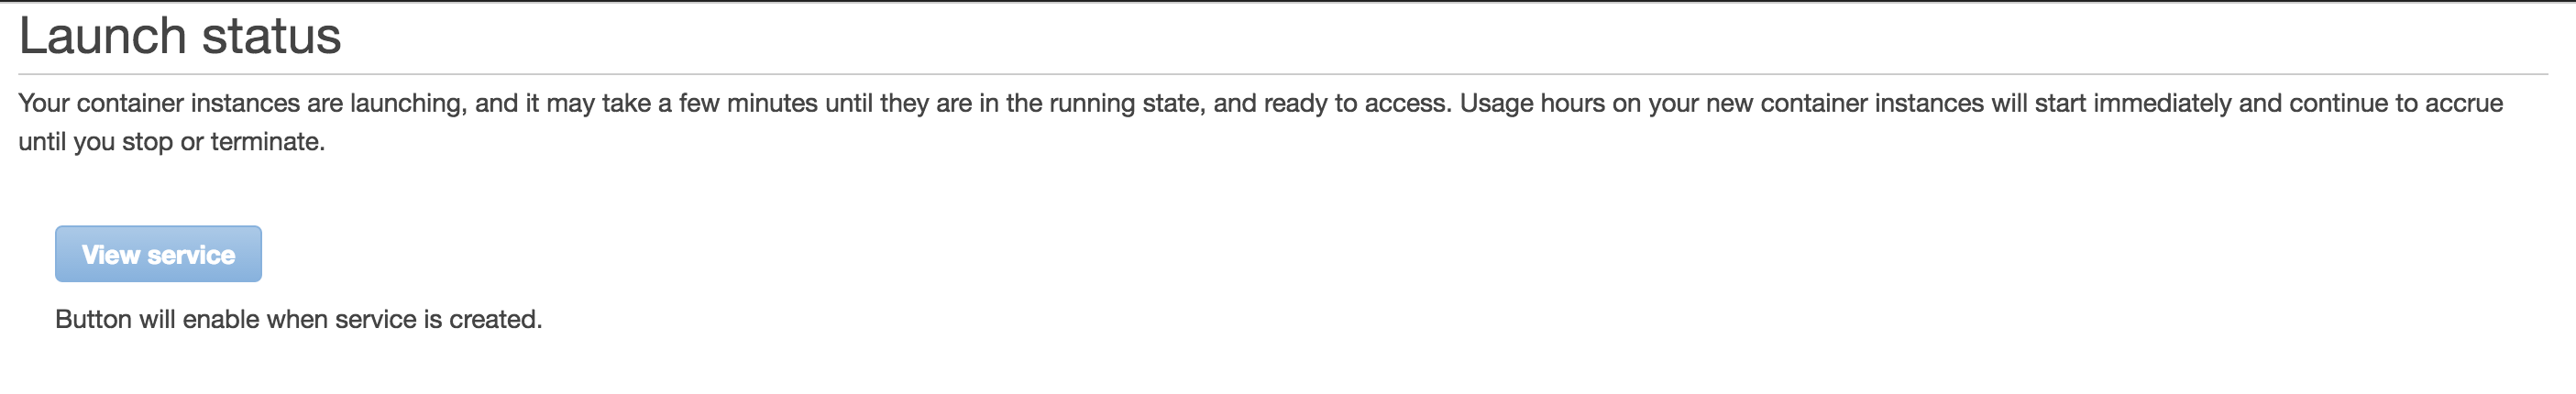 Launch status
Your container instances are launching, and it may take a few minutes until they are in the running state, and ready to access. Usage hours on your new container instances will start immediately and continue to accrue
until you stop or terminate.
View service
Button will enable when service is created.